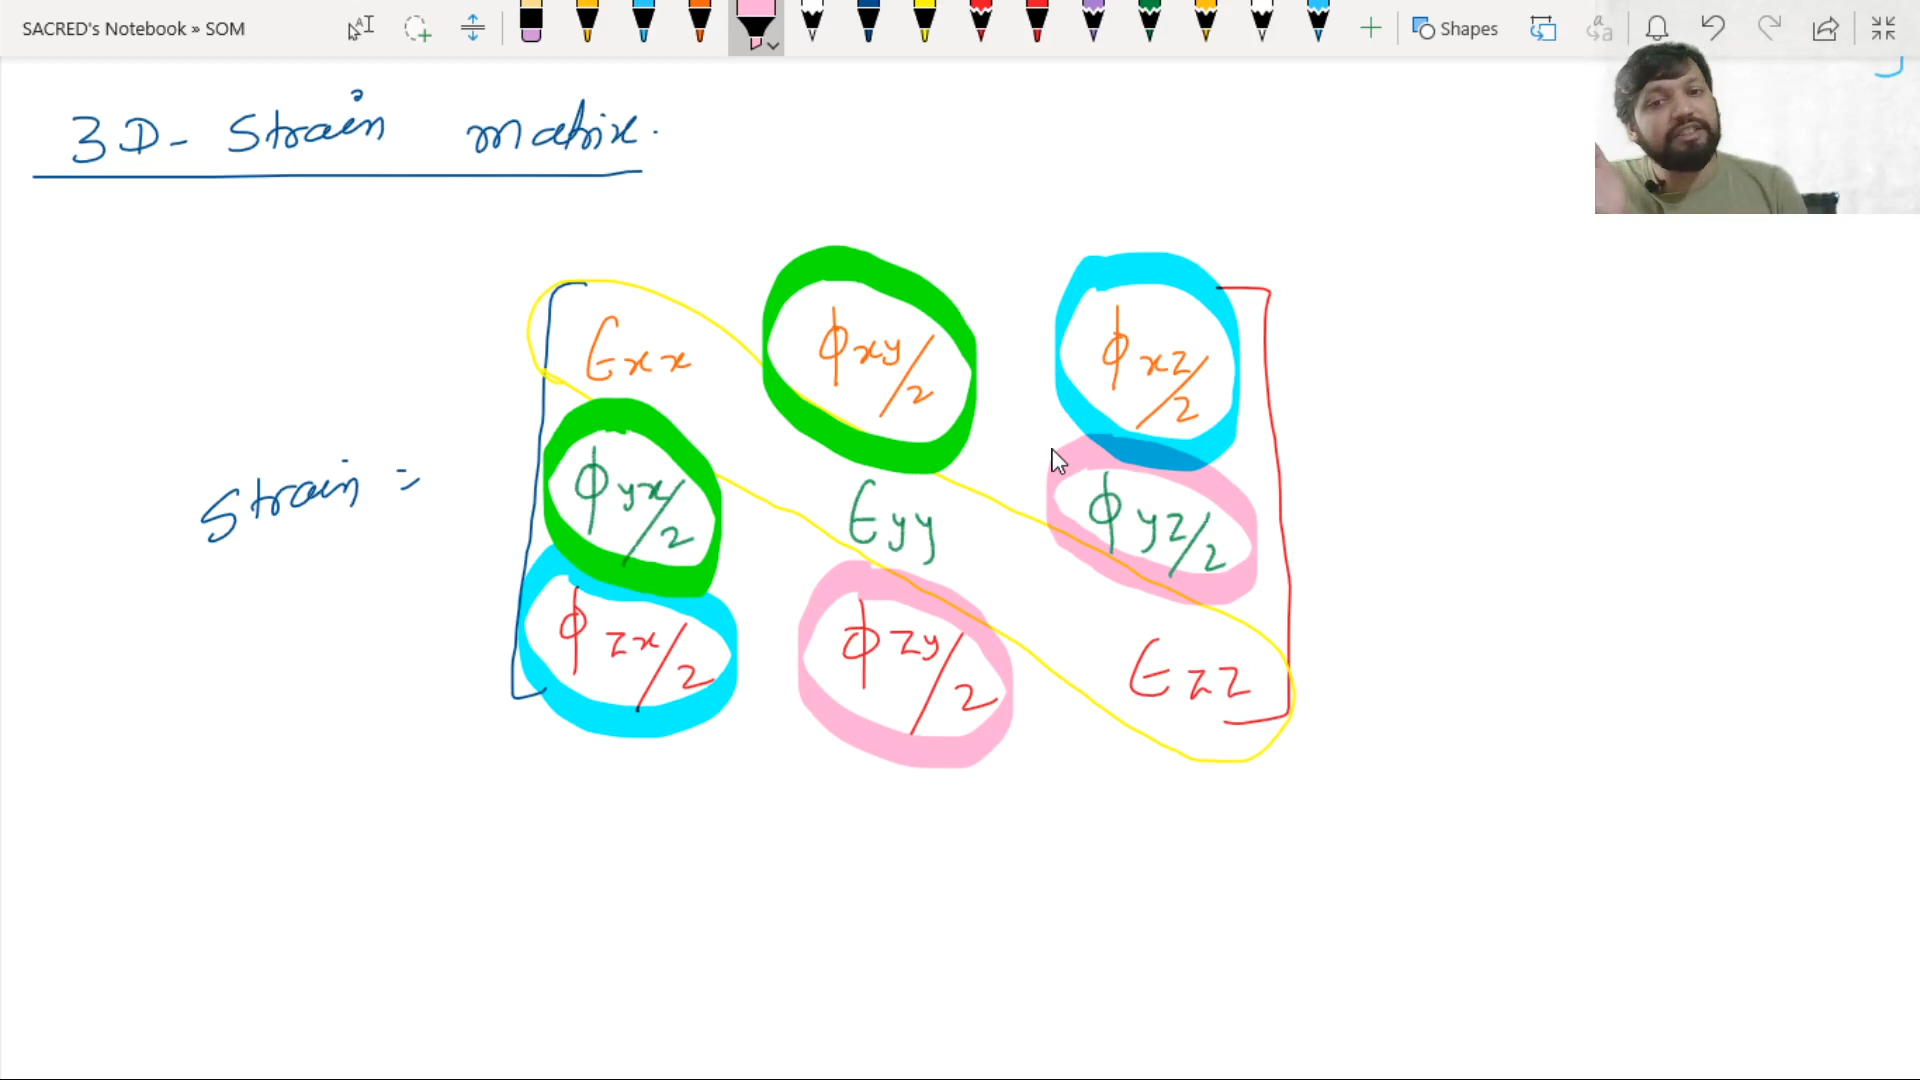 SACRED's Notebook » SOM
Shapes
3D- Strain matrix.
Strain =
Exx ϕxy/2 ϕxz/2
ϕyx/2 Eyy ϕyz/2
ϕzx/2 ϕzy/2 Ezz